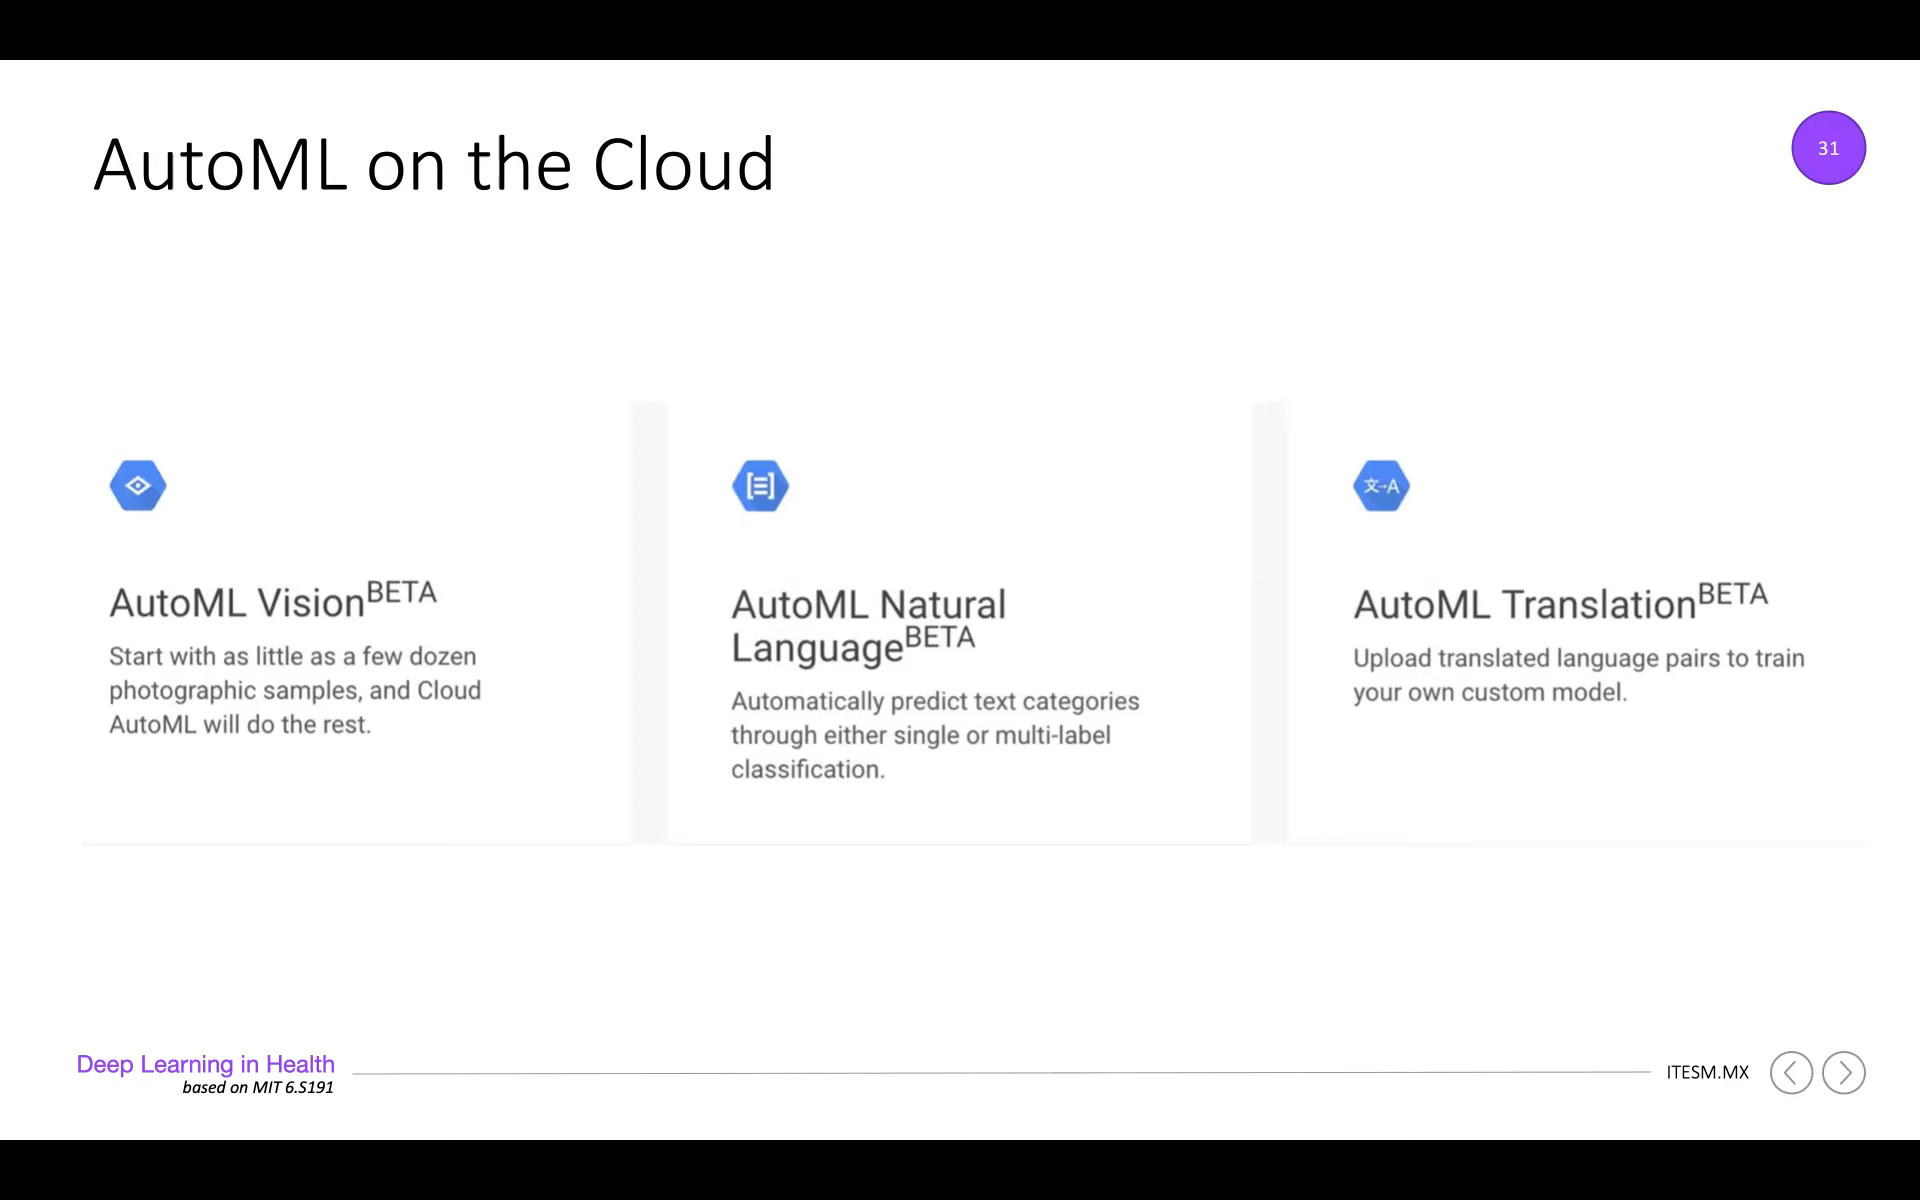 AutoML on the Cloud
31
AutoML VisionBETA
Start with as little as a few dozen
photographic samples, and Cloud
AutoML will do the rest.
AutoML Natural
LanguageBETA
Automatically predict text categories
through either single or multi-label
classification.
文→A
AutoML TranslationBETA
Upload translated language pairs to train
your own custom model.
Deep Learning in Health
based on MIT 6.S191
ITESM.MX